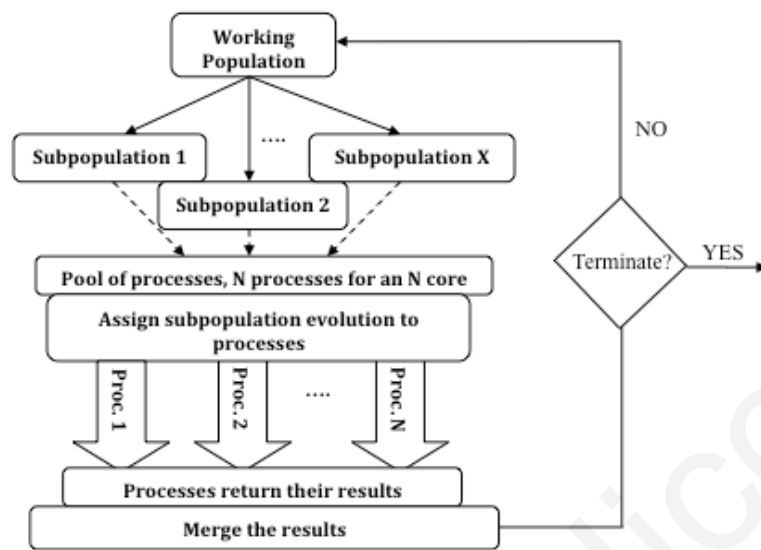 Working
Population
NO
....
Subpopulation 1
Subpopulation X
Subpopulation 2
Terminate?
YES
Pool of processes, N processes for an N core
Assign subpopulation evolution to
processes
Proc. 1
Proc. 2
....
Proc. N
Processes return their results
Merge the results